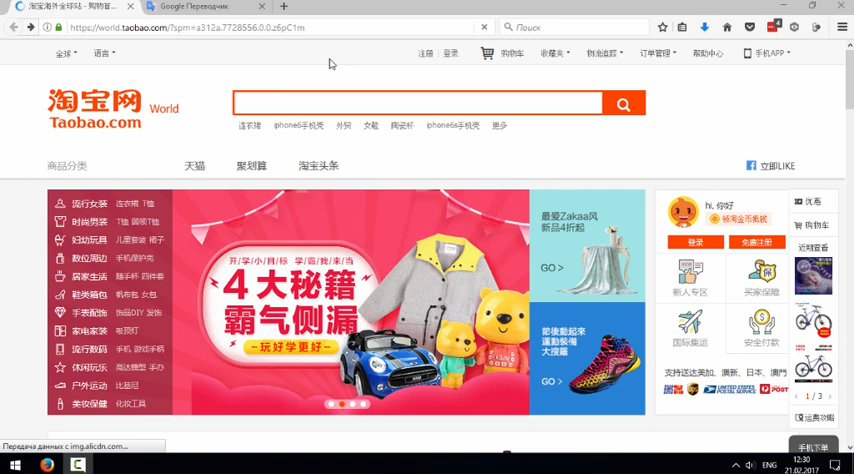 淘宝海外全球站 - 购物首...
Google Переводчик
https://world.taobao.com/?spm=a312a.7728556.0.0.z6pC1m
Поиск
4
全球 语言
注册 登录 购物车 收藏夹 物流追踪 订单管理 帮助中心 手机APP
淘宝网 World
Taobao.com
连衣裙 iphone6手机壳 外贸 女鞋 陶瓷杯 iphone6s手机壳 更多
商品分类 天猫 聚划算 淘宝头条 立即LIKE
流行女装 连衣裙 T恤
时尚男装 T恤 圆领T恤
妇幼玩具 儿童套装 裙子
数位周边 手机保护壳
居家生活 随手杯 四件套
鞋类箱包 帆布包 女包
手表配饰 饰品DIY 发饰
家电家装 吸顶灯
流行数码 手机 游戏手柄
休闲玩乐 高达模型 手办
户外运动 比基尼
美妆保健 化妆工具
开/学/小/目/标 学/霸/我/来/当
4大秘籍
霸气侧漏
玩好学更好
最爱Zakaa风
新品4折起
GO >
節後動起來
運動裝備
大搜羅
GO >
hi, 你好
领淘金币抵钱
登录 免费注册
新人专区 买家保障
国际集运 安全付款
支持送达美加、澳新、日本、澳門
UPS UNITED STATES POSTAL SERVICE POST
优惠
购物车
近期查看
‹ 1 / 3 ›
运费攻略
手机下单
Передача данных с img.alicdn.com...
ENG
12:30
21.02.2017